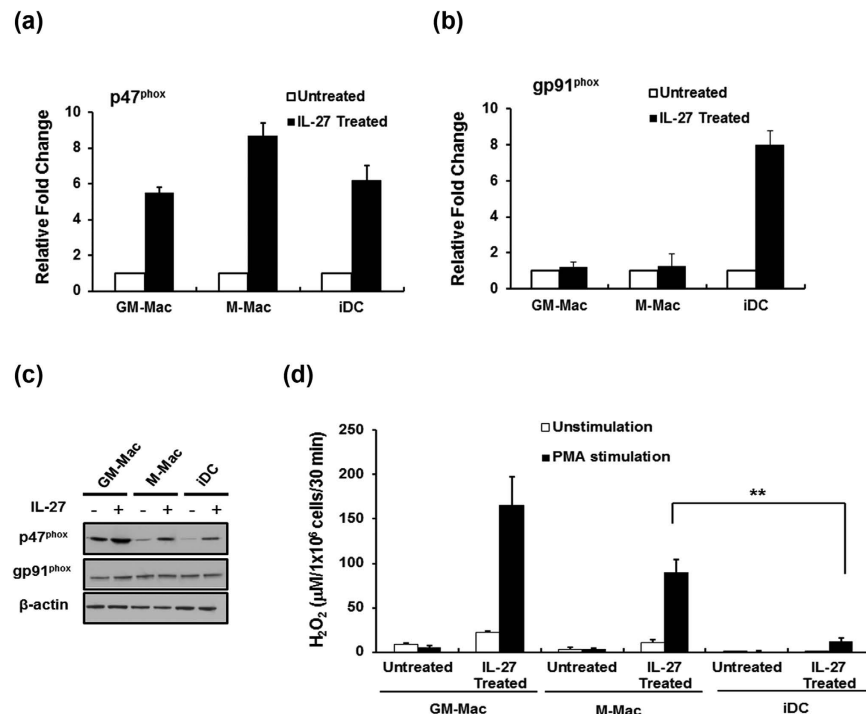 (a)
p47phox
Untreated
IL-27 Treated
Relative Fold Change
10
8
6
4
2
0
GM-Mac M-Mac iDC
(b)
gp91phox
Untreated
IL-27 Treated
Relative Fold Change
10
8
6
4
2
0
GM-Mac M-Mac iDC
(c)
GM-Mac M-Mac iDC
IL-27 - + - + - +
p47phox
gp91phox
β-actin
(d)
Unstimulation
PMA stimulation
H2O2 (µM/1x10⁶ cells/30 min)
250
200
150
100
50
0
**
Untreated IL-27 Treated Untreated IL-27 Treated Untreated IL-27 Treated
GM-Mac M-Mac iDC